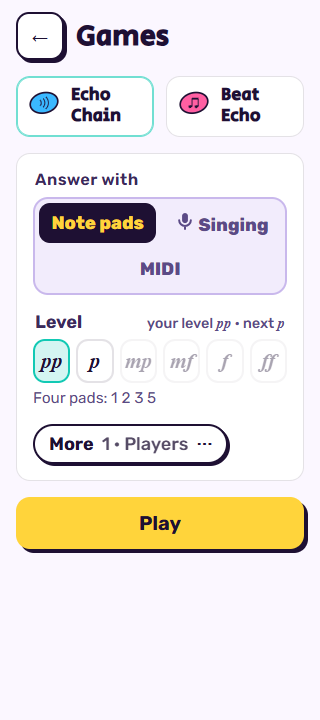 ← Games
Echo
Chain
Beat
Echo
Answer with
Note pads
Singing
MIDI
Level
your level pp • next p
pp p mp mf f ff
Four pads: 1 2 3 5
More 1 • Players ···
Play